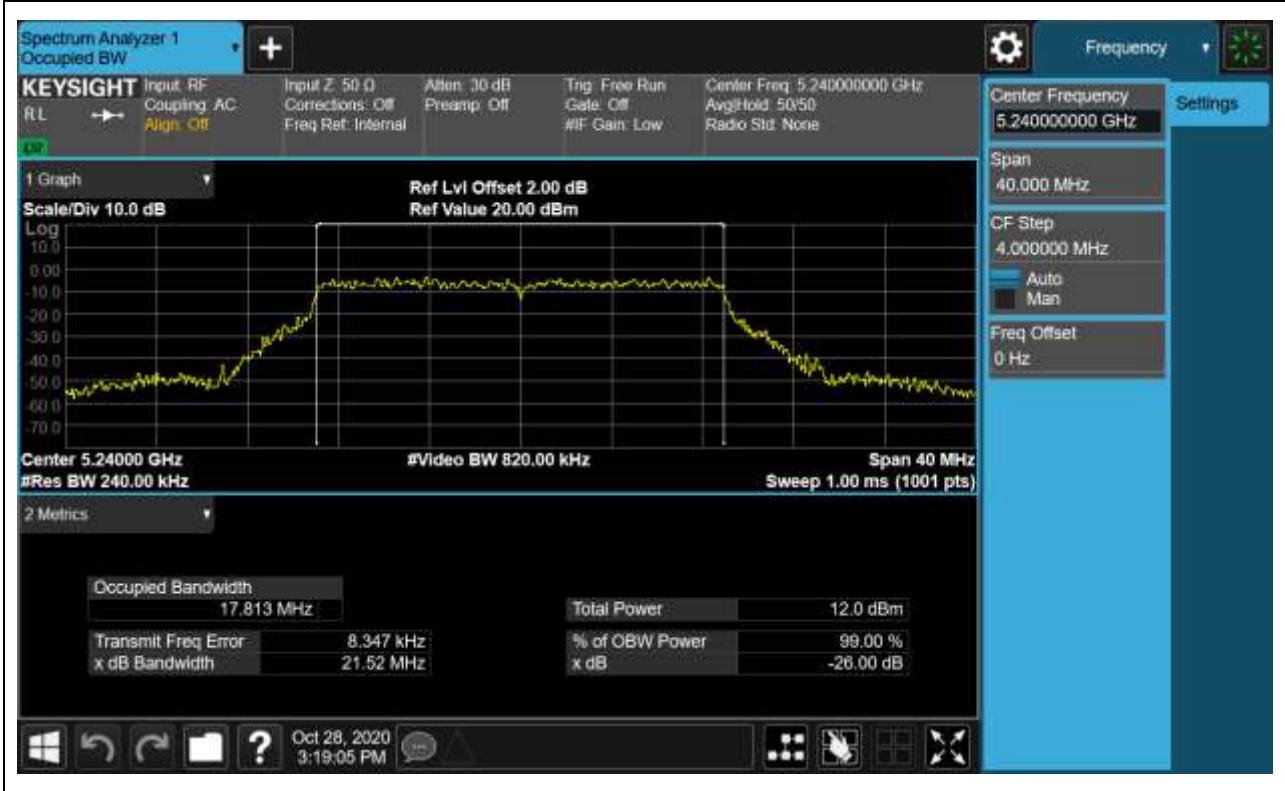 Spectrum Analyzer 1
Occupied BW
Frequency
KEYSIGHT
R L
Input: RF
Coupling: AC
Align: Off
Input Z: 50 Ω
Corrections: Off
Freq Ref: Internal
Atten: 30 dB
Preamp: Off
Trig: Free Run
Gate: Off
#IF Gain: Low
Center Freq: 5.240000000 GHz
Avg|Hold: 50/50
Radio Std: None
Center Frequency
5.240000000 GHz
Settings
Span
40.000 MHz
CF Step
4.000000 MHz
Auto
Man
Freq Offset
0 Hz
1 Graph
Scale/Div 10.0 dB
Ref Lvl Offset 2.00 dB
Ref Value 20.00 dBm
Log
10.0
0.00
-10.0
-20.0
-30.0
-40.0
-50.0
-60.0
-70.0
Center 5.24000 GHz
#Video BW 820.00 kHz
Span 40 MHz
#Res BW 240.00 kHz
Sweep 1.00 ms (1001 pts)
2 Metrics
Occupied Bandwidth
17.813 MHz
Total Power 12.0 dBm
Transmit Freq Error 8.347 kHz
% of OBW Power 99.00 %
x dB Bandwidth 21.52 MHz
x dB -26.00 dB
?
Oct 28, 2020
3:19:05 PM